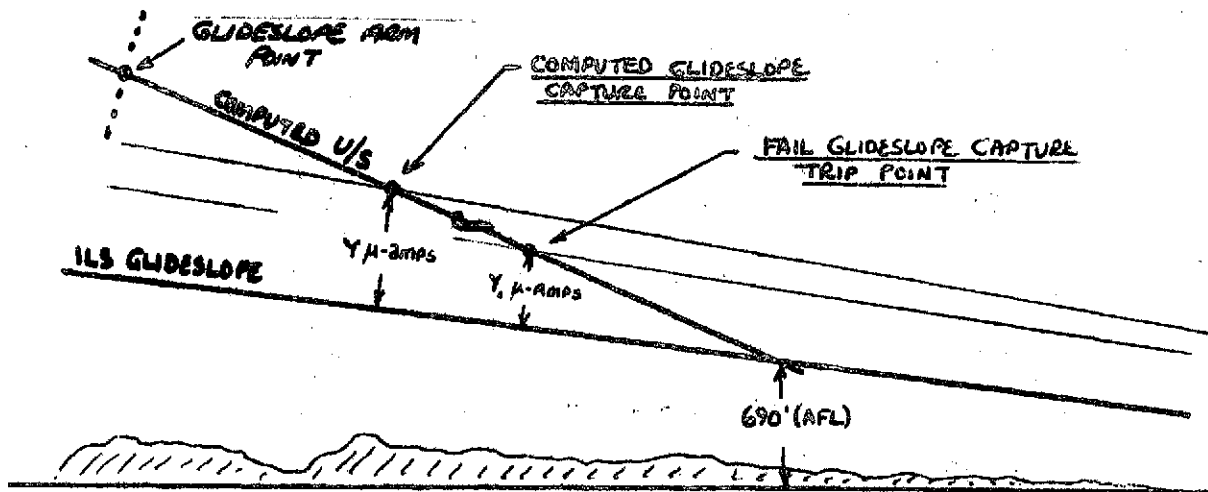 GLIDESLOPE ARM
POINT
COMPUTED GLIDESLOPE
CAPTURE POINT
COMPUTED U/S
FAIL GLIDESLOPE CAPTURE
TRIP POINT
Y μ-amps
ILS GLIDESLOPE
Y, μ-AMPS
690' (AFL)